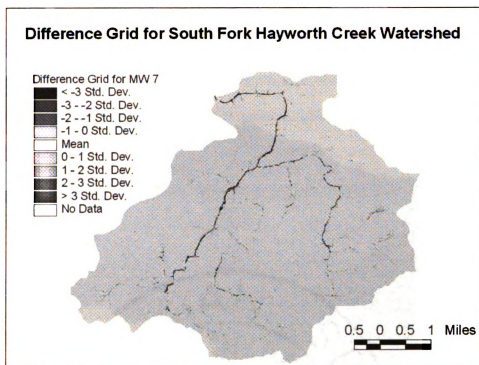 Difference Grid for South Fork Hayworth Creek Watershed
Difference Grid for MW 7
< -3 Std. Dev.
-3 - -2 Std. Dev.
-2 - -1 Std. Dev.
-1 - 0 Std. Dev.
Mean
0 - 1 Std. Dev.
1 - 2 Std. Dev.
2 - 3 Std. Dev.
> 3 Std. Dev.
No Data
0.5 0 0.5 1 Miles